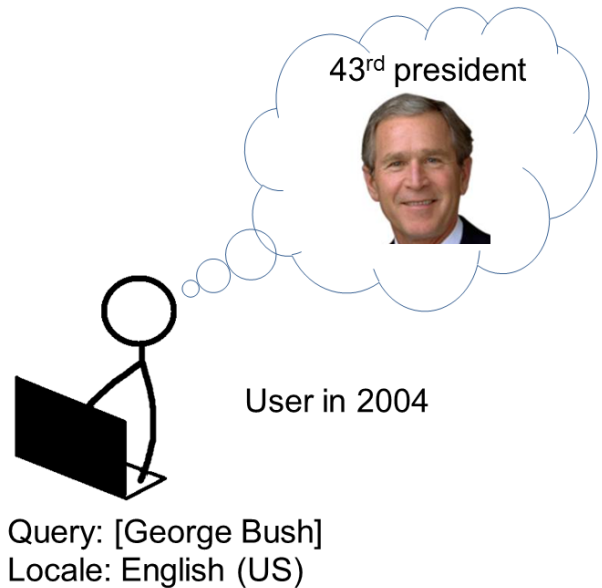 43rd president
User in 2004
Query: [George Bush]
Locale: English (US)